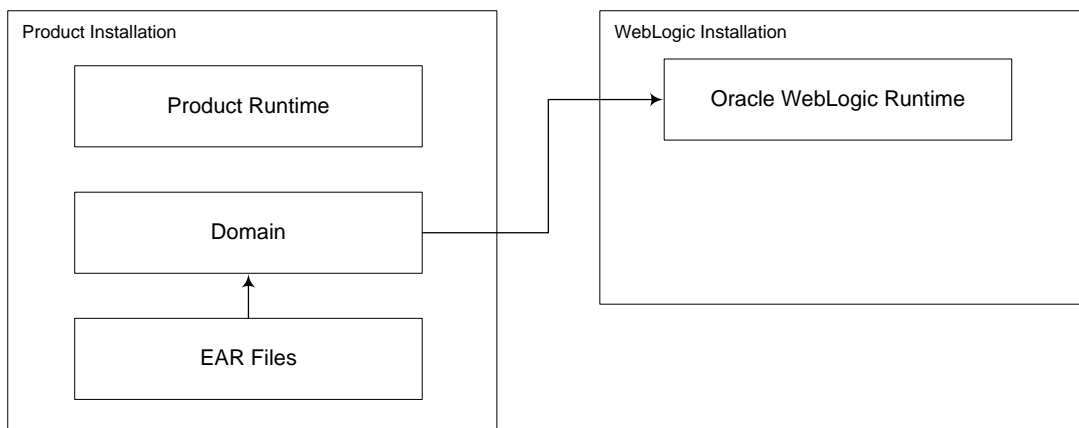 Product Installation
Product Runtime
Domain
EAR Files
WebLogic Installation
Oracle WebLogic Runtime